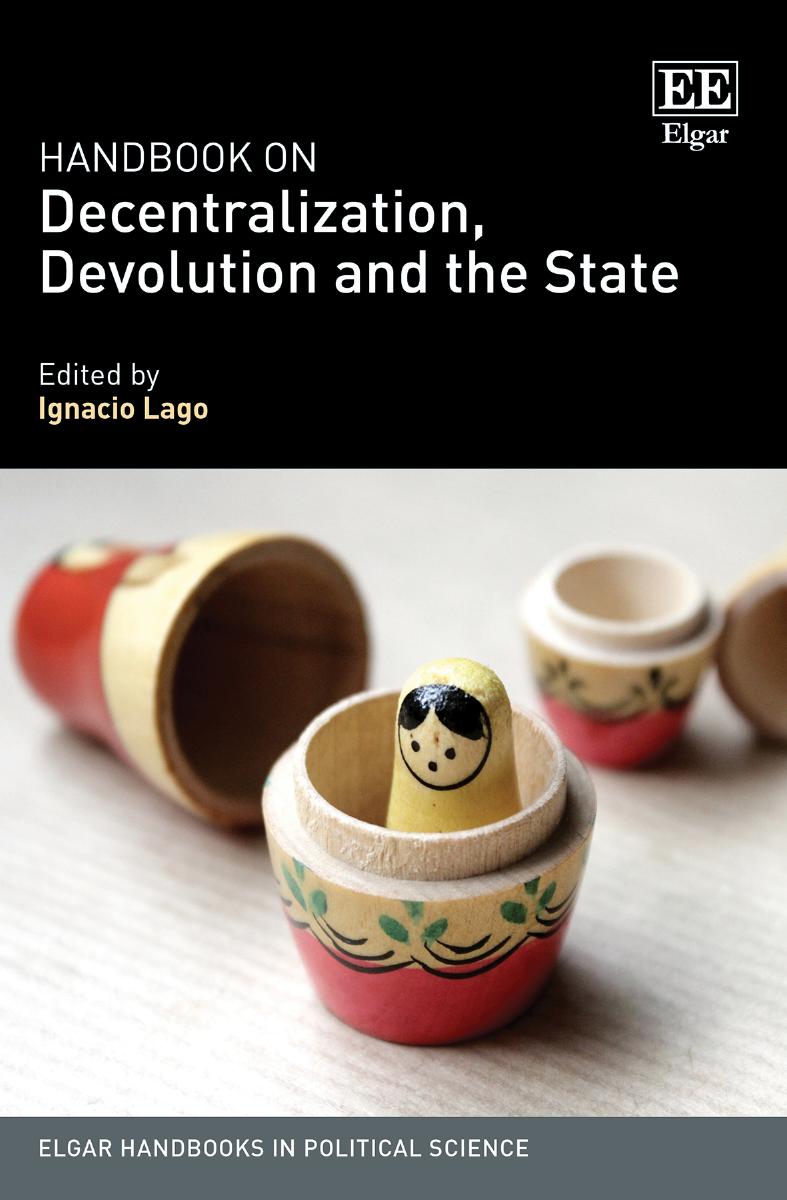 EE
Elgar
HANDBOOK ON
Decentralization,
Devolution and the State
Edited by
Ignacio Lago
ELGAR HANDBOOKS IN POLITICAL SCIENCE